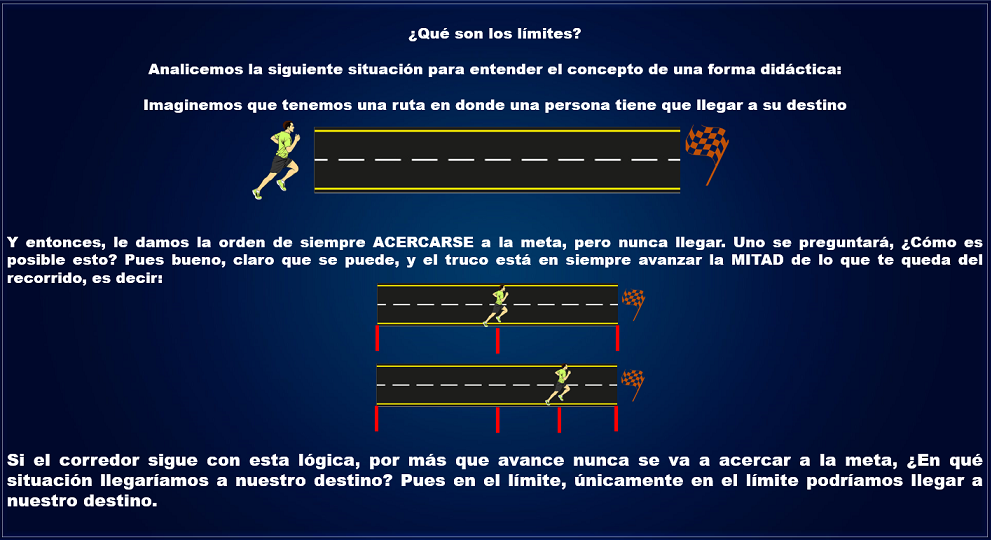 ¿Qué son los límites?
Analicemos la siguiente situación para entender el concepto de una forma didáctica:
Imaginemos que tenemos una ruta en donde una persona tiene que llegar a su destino
Y entonces, le damos la orden de siempre ACERCARSE a la meta, pero nunca llegar. Uno se preguntará, ¿Cómo es
posible esto? Pues bueno, claro que se puede, y el truco está en siempre avanzar la MITAD de lo que te queda del
recorrido, es decir:
Si el corredor sigue con esta lógica, por más que avance nunca se va a acercar a la meta, ¿En qué
situación llegaríamos a nuestro destino? Pues en el límite, únicamente en el límite podríamos llegar a
nuestro destino.